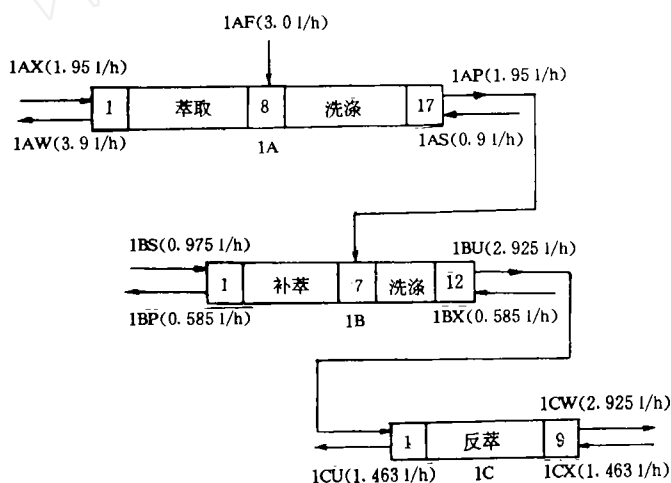 1AF(3.0 l/h)
1AX(1.95 l/h)
1AP(1.95 l/h)
1 萃取 8 洗涤 17
1AW(3.9 l/h)
1A
1AS(0.9 l/h)
1BS(0.975 l/h)
1BU(2.925 l/h)
1 补萃 7 洗涤 12
1BP(0.585 l/h)
1B
1BX(0.585 l/h)
1CW(2.925 l/h)
1 反萃 9
1CU(1.463 l/h)
1C
1CX(1.463 l/h)